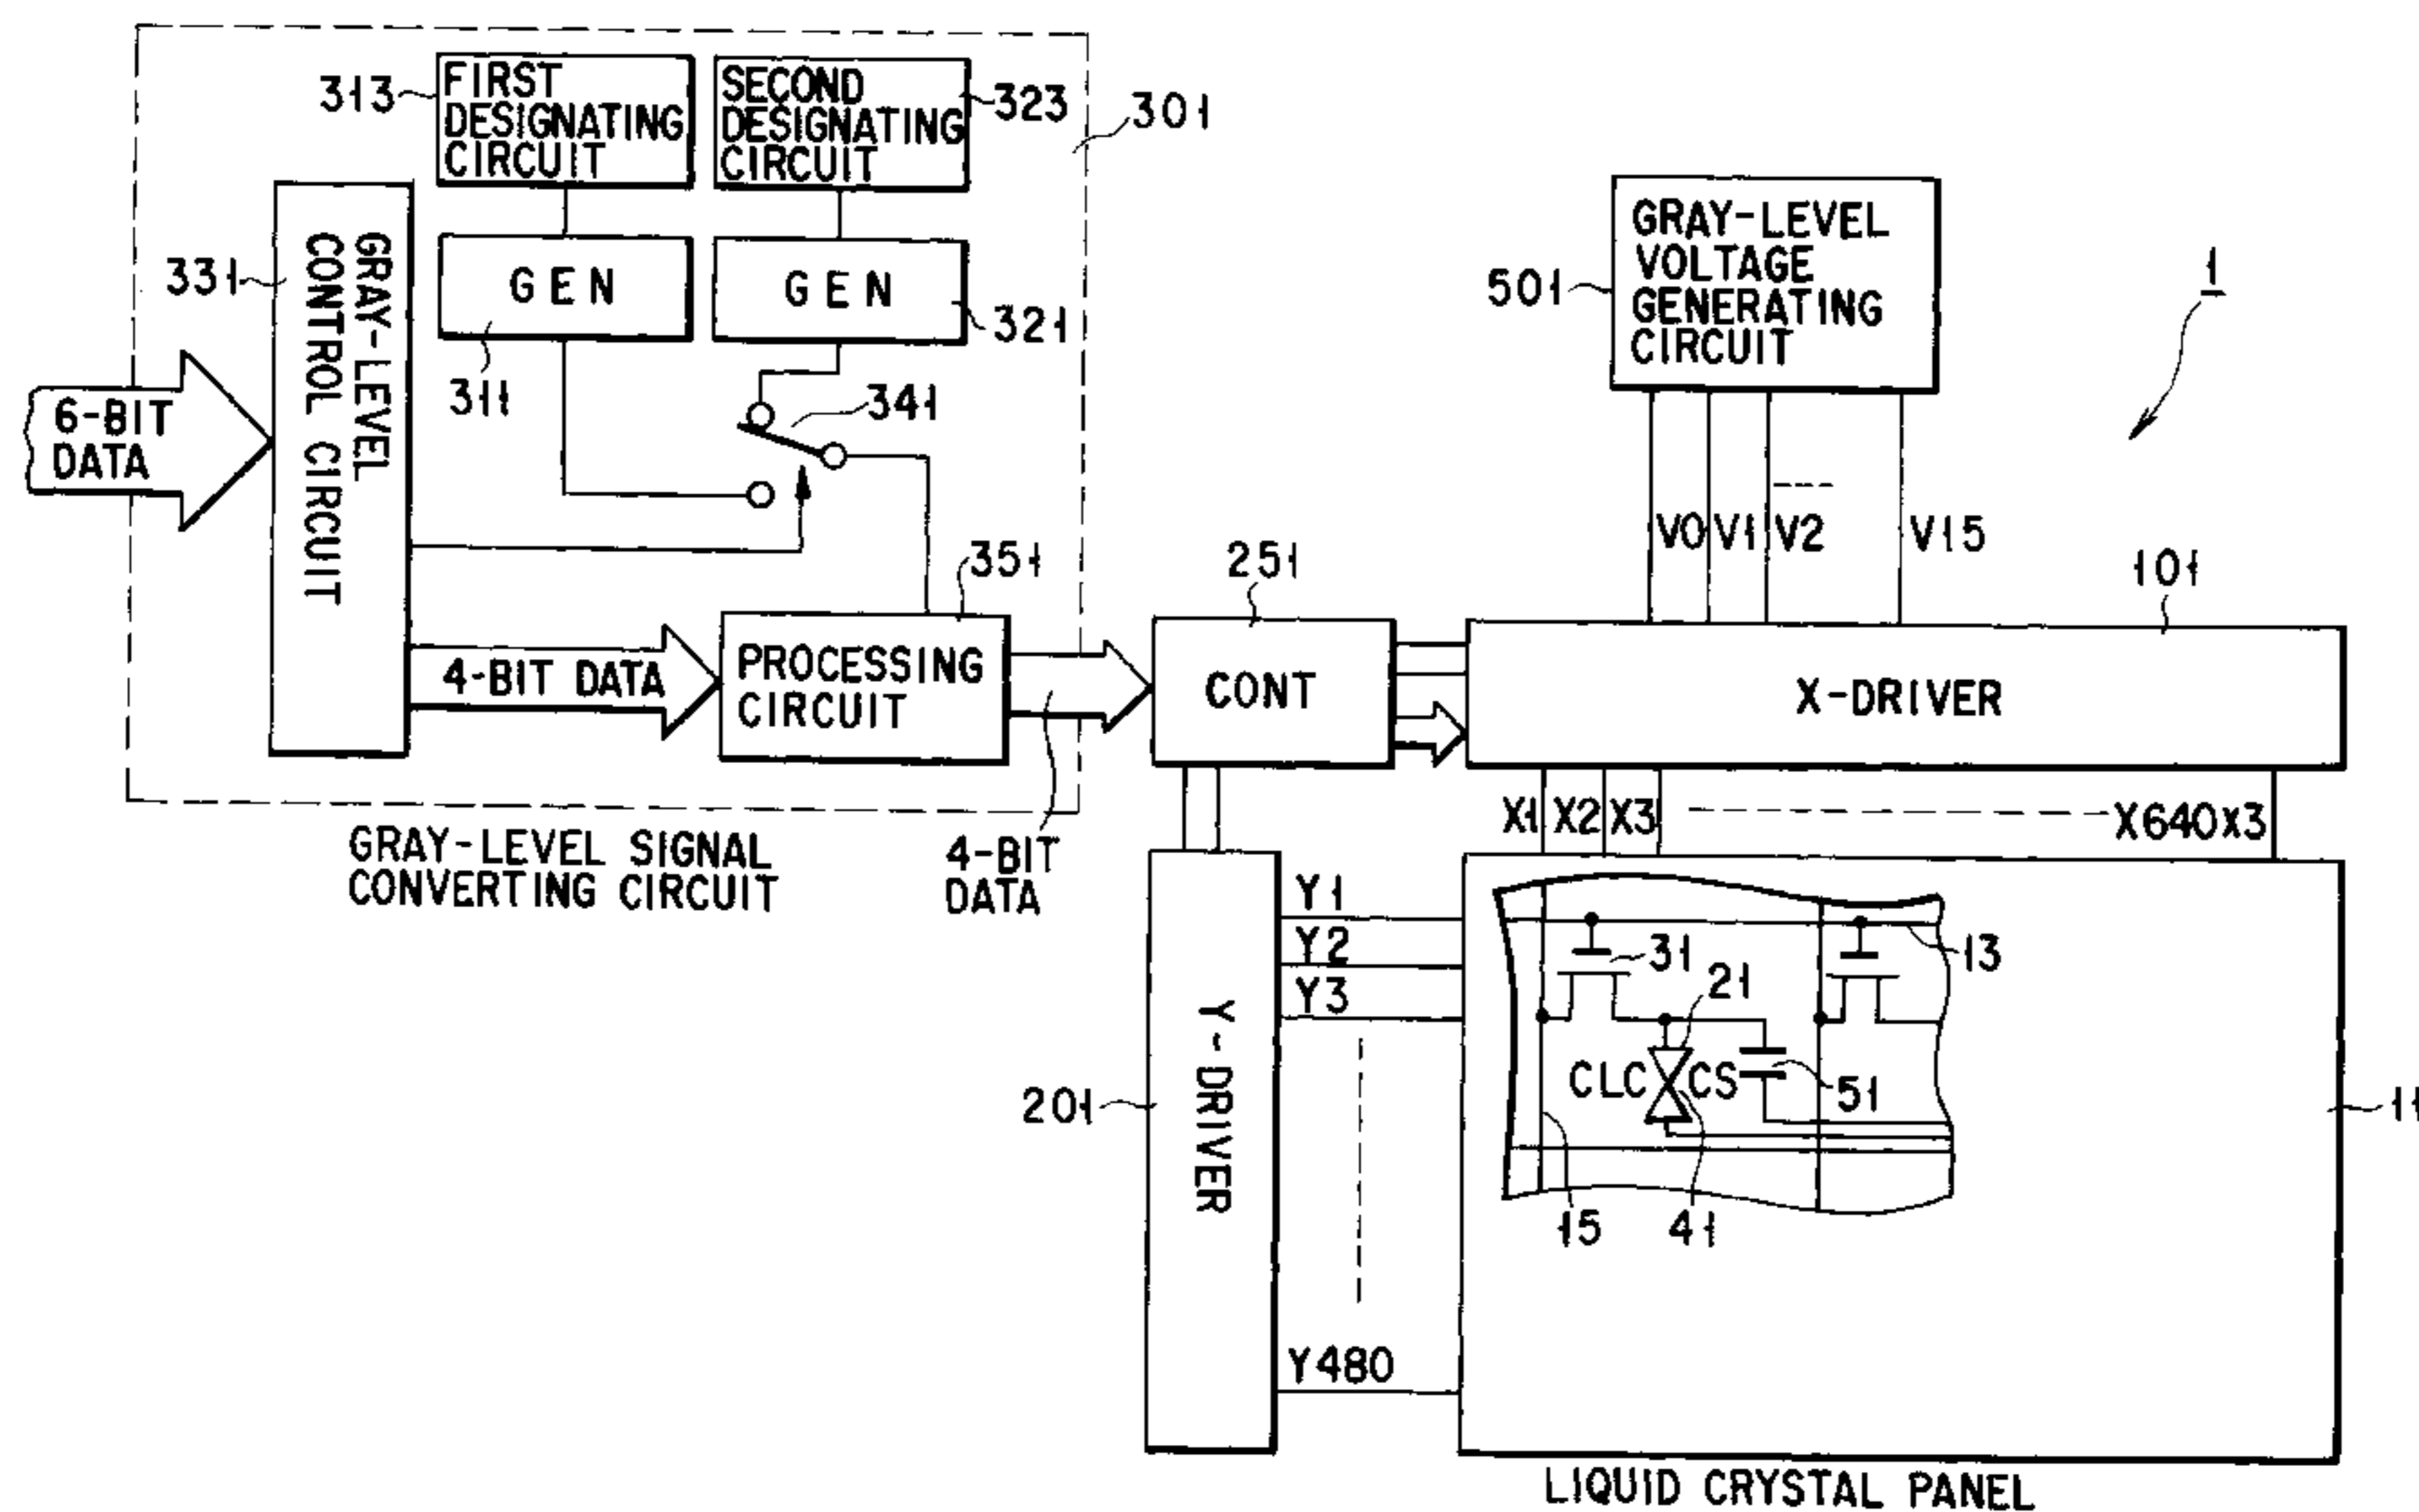 313
FIRST
DESIGNATING
CIRCUIT
SECOND
DESIGNATING
CIRCUIT
323
301
331
GRAY-LEVEL
CONTROL CIRCUIT
GEN
311
GEN
321
341
6-BIT
DATA
4-BIT DATA
351
PROCESSING
CIRCUIT
GRAY-LEVEL SIGNAL
CONVERTING CIRCUIT
4-BIT
DATA
251
CONT
501
GRAY-LEVEL
VOLTAGE
GENERATING
CIRCUIT
1
V0 V1 V2 ---- V15
101
X-DRIVER
X1 X2 X3 -------- X640X3
201
Y-DRIVER
Y1
Y2
Y3
Y480
31
13
21
CLC
CS
51
15
41
11
LIQUID CRYSTAL PANEL